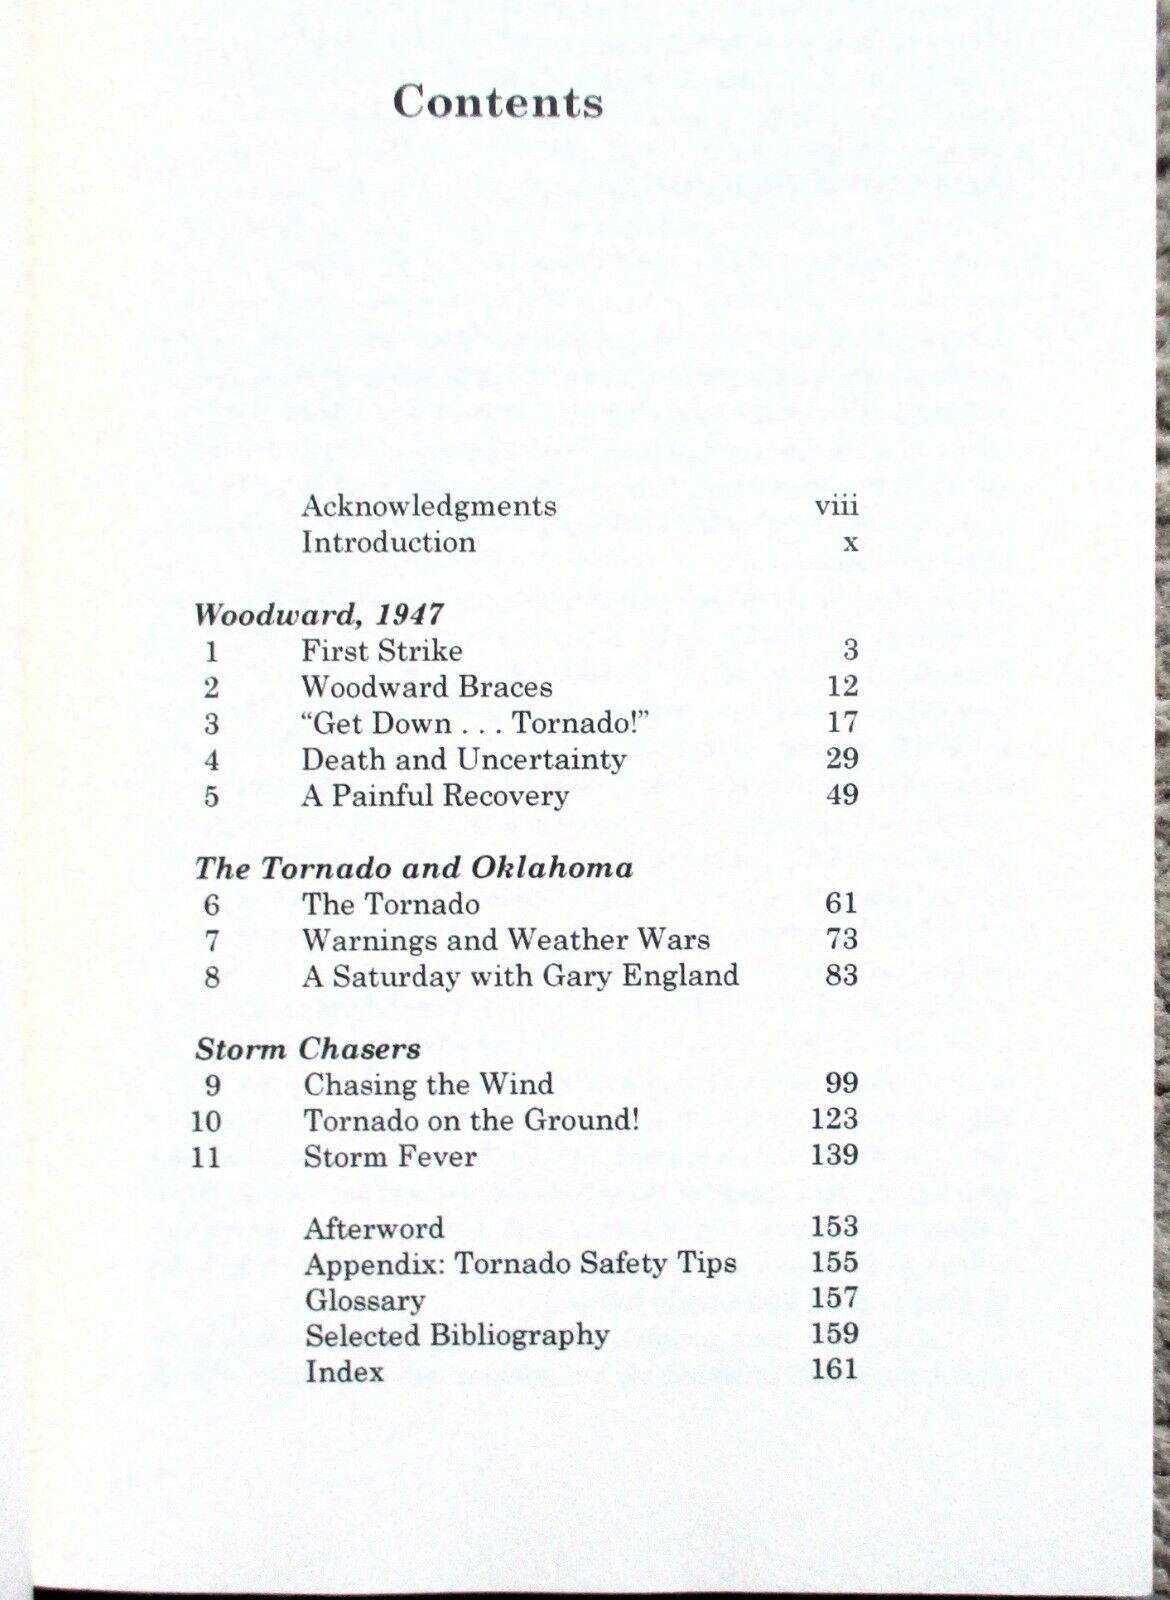 Contents
Acknowledgments viii
Introduction x
Woodward, 1947
1 First Strike 3
2 Woodward Braces 12
3 “Get Down . . . Tornado!” 17
4 Death and Uncertainty 29
5 A Painful Recovery 49
The Tornado and Oklahoma
6 The Tornado 61
7 Warnings and Weather Wars 73
8 A Saturday with Gary England 83
Storm Chasers
9 Chasing the Wind 99
10 Tornado on the Ground! 123
11 Storm Fever 139
Afterword 153
Appendix: Tornado Safety Tips 155
Glossary 157
Selected Bibliography 159
Index 161